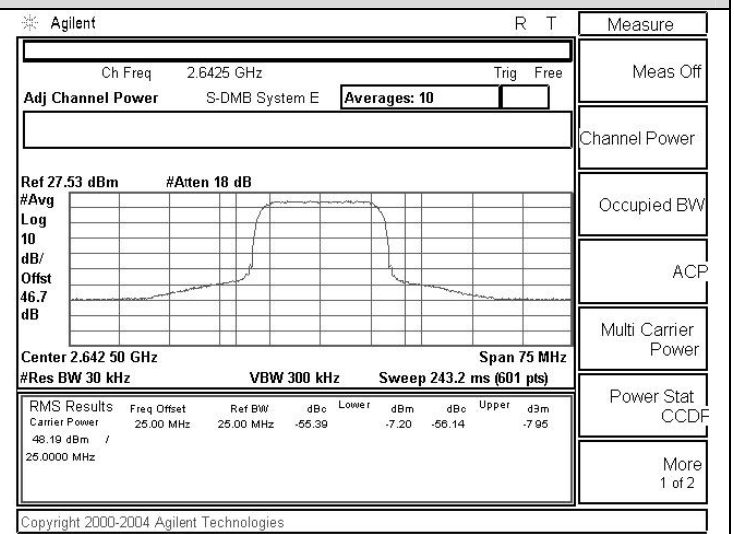 Agilent R T Measure
Ch Freq 2.6425 GHz Trig Free
Meas Off
Adj Channel Power S-DMB System E Averages: 10
Channel Power
Ref 27.53 dBm #Atten 18 dB
#Avg
Log
10
dB/
Offst
46.7
dB
Occupied BW
ACP
Multi Carrier
Power
Center 2.642 50 GHz Span 75 MHz
#Res BW 30 kHz VBW 300 kHz Sweep 243.2 ms (601 pts)
Power Stat
CCDF
RMS Results Freq Offset Ref BW dBc Lower dBm dBc Upper dBm
Carrier Power 25.00 MHz 25.00 MHz -55.39 -7.20 -56.14 -7.95
48.19 dBm /
25.0000 MHz
More
1 of 2
Copyright 2000-2004 Agilent Technologies